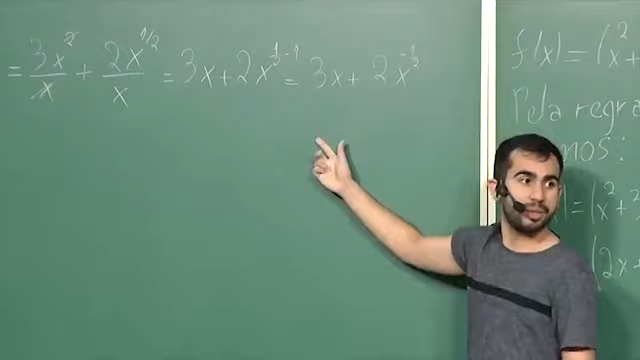 = 3x²/x + 2x^1/2/x = 3x + 2x^(1/2 - 1) = 3x + 2x^(-1/2)
f(x) = (x² +
Pela regra
mos:
) = (x² + 2
(2x +